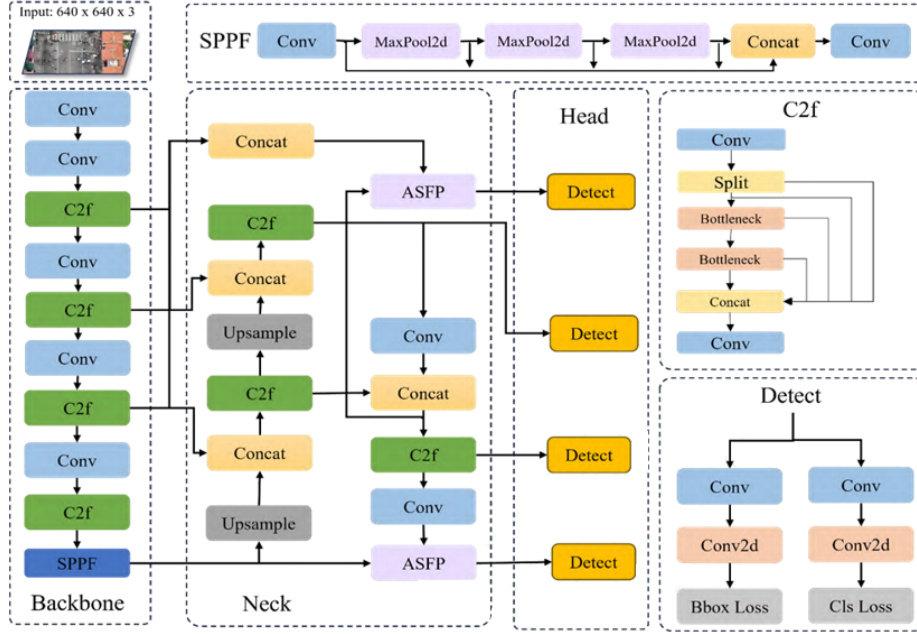 Input: 640 x 640 x 3
SPPF
Conv
MaxPool2d
MaxPool2d
MaxPool2d
Concat
Conv
Conv
Conv
C2f
Conv
C2f
Conv
C2f
Conv
C2f
SPPF
Backbone
Concat
ASFP
C2f
Concat
Upsample
Conv
C2f
Concat
Concat
C2f
Upsample
Conv
ASFP
Neck
Head
Detect
Detect
Detect
Detect
C2f
Conv
Split
Bottleneck
Bottleneck
Concat
Conv
Detect
Conv
Conv
Conv2d
Conv2d
Bbox Loss
Cls Loss